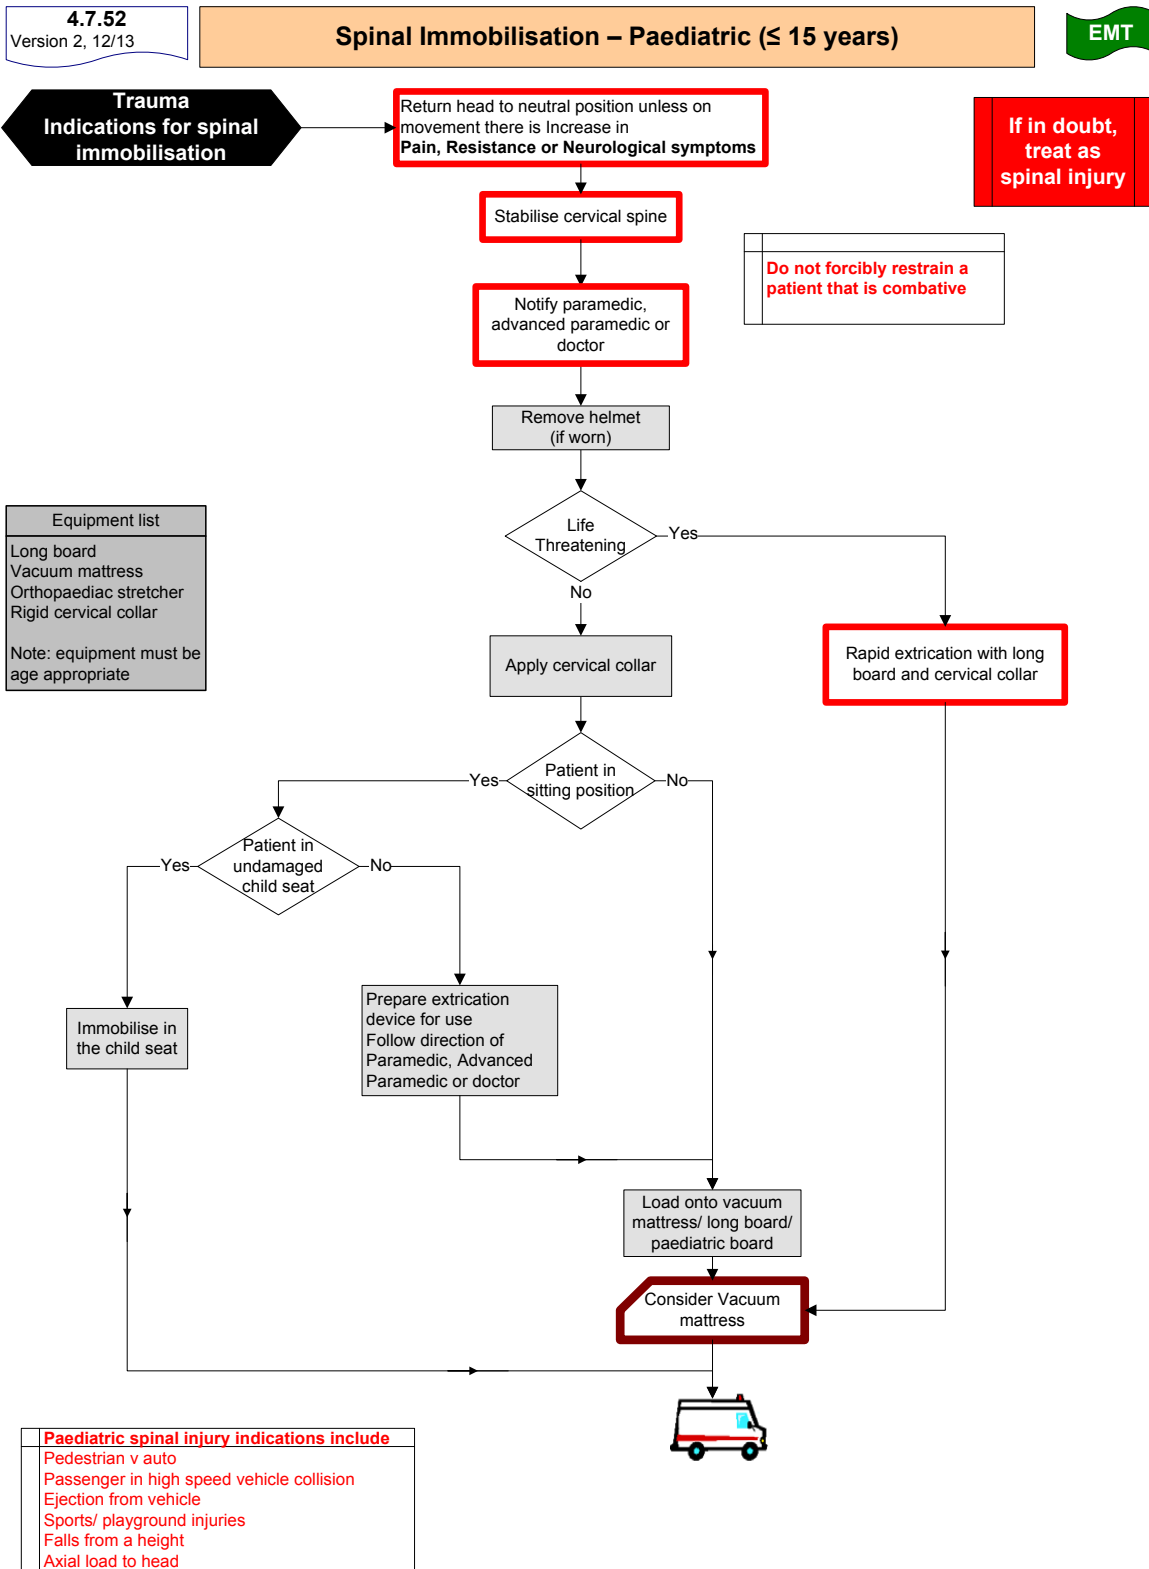 4.7.52
Version 2, 12/13
Spinal Immobilisation – Paediatric (≤ 15 years)
EMT
Trauma
Indications for spinal
immobilisation
Return head to neutral position unless on
movement there is Increase in
Pain, Resistance or Neurological symptoms
If in doubt,
treat as
spinal injury
Stabilise cervical spine
Do not forcibly restrain a
patient that is combative
Notify paramedic,
advanced paramedic or
doctor
Remove helmet
(if worn)
Equipment list
Long board
Vacuum mattress
Orthopaediac stretcher
Rigid cervical collar
Note: equipment must be
age appropriate
Life
Threatening
Yes
No
Apply cervical collar
Rapid extrication with long
board and cervical collar
Patient in
sitting position
Yes
No
Patient in
undamaged
child seat
Yes
No
Immobilise in
the child seat
Prepare extrication
device for use
Follow direction of
Paramedic, Advanced
Paramedic or doctor
Load onto vacuum
mattress/ long board/
paediatric board
Consider Vacuum
mattress
Paediatric spinal injury indications include
Pedestrian v auto
Passenger in high speed vehicle collision
Ejection from vehicle
Sports/ playground injuries
Falls from a height
Axial load to head